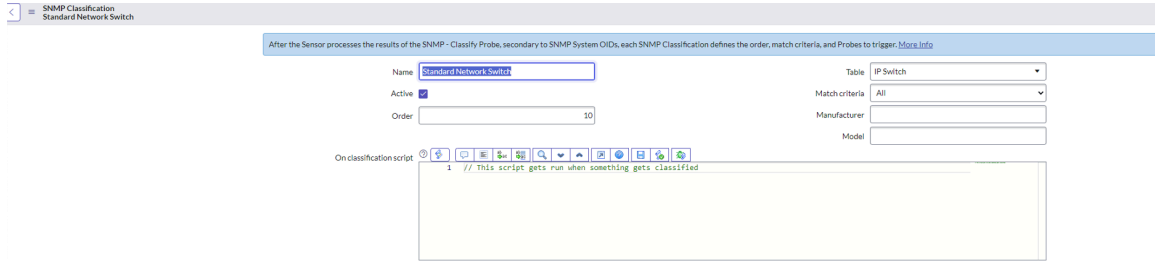 SNMP Classification
Standard Network Switch
After the Sensor processes the results of the SNMP - Classify Probe, secondary to SNMP System OIDs, each SNMP Classification defines the order, match criteria, and Probes to trigger. More Info
Name Standard Network Switch
Table IP Switch
Active
Match criteria All
Order 10
Manufacturer
Model
On classification script
1 // This script gets run when something gets classified